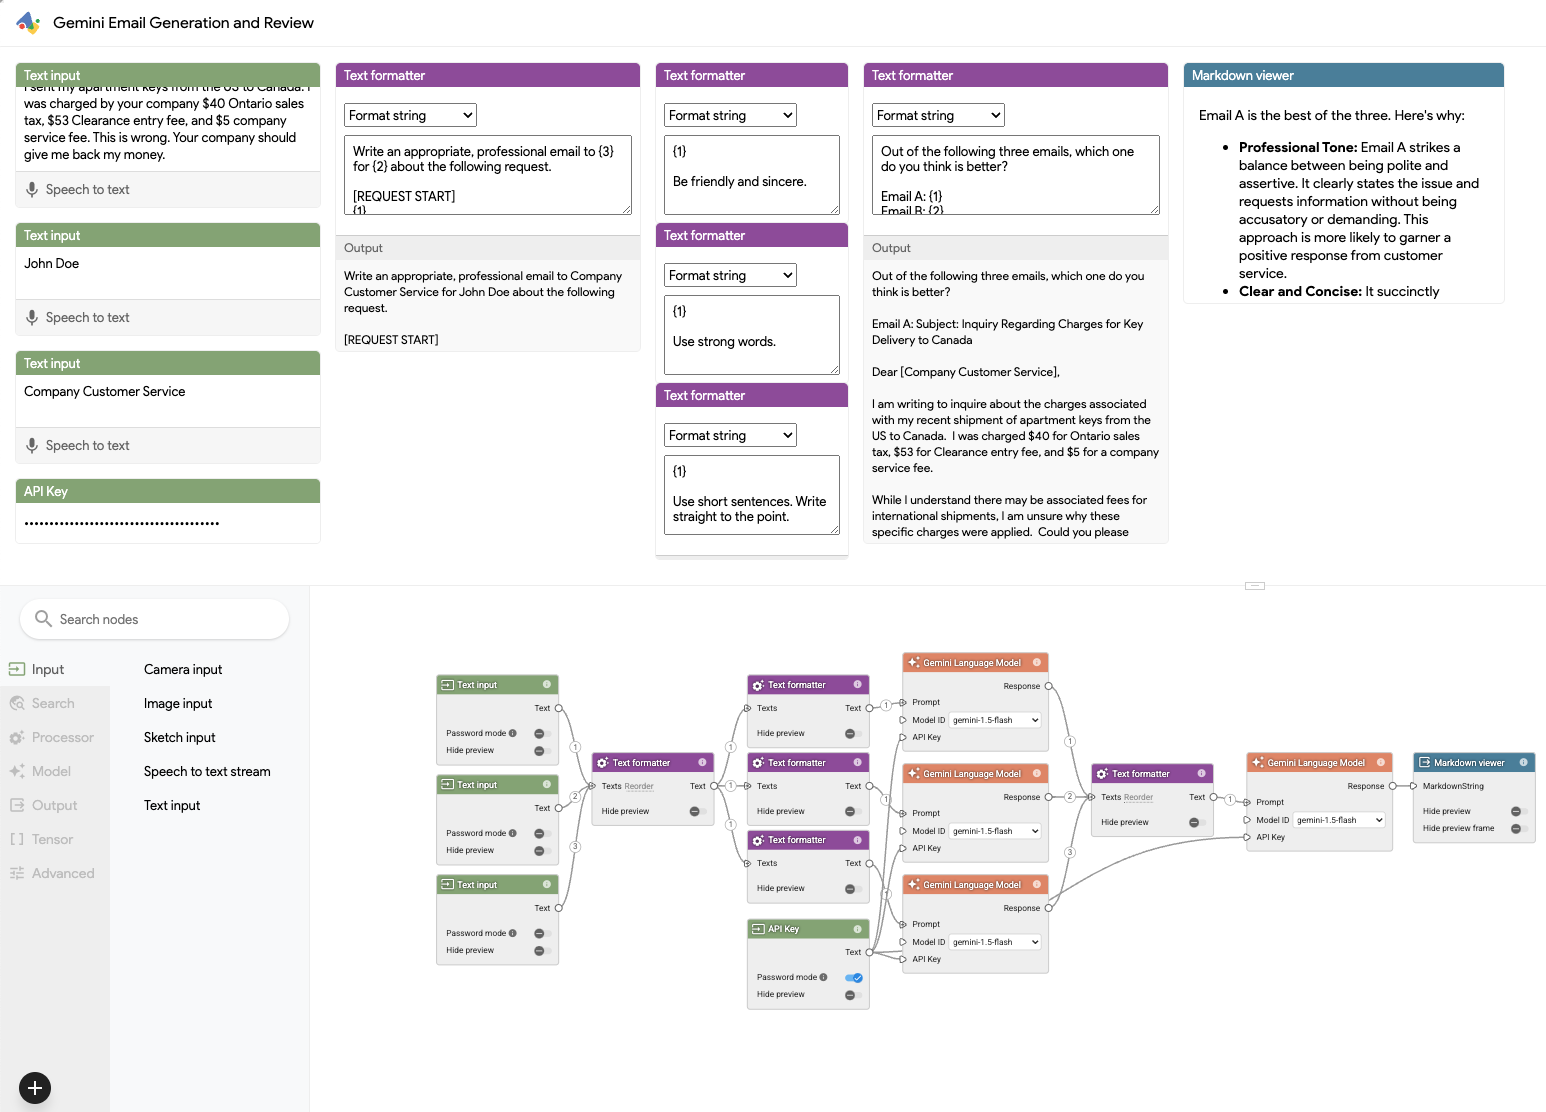 Gemini Email Generation and Review
Text input
I sent my apartment keys from the US to Canada. I
was charged by your company $40 Ontario sales
tax, $53 Clearance entry fee, and $5 company
service fee. This is wrong. Your company should
give me back my money.
Speech to text
Text input
John Doe
Speech to text
Text input
Company Customer Service
Speech to text
API Key
•••••••••••••••••••••••••••••••••••••••
Text formatter
Format string
Write an appropriate, professional email to {3}
for {2} about the following request.
[REQUEST START]
{1}
Output
Write an appropriate, professional email to Company
Customer Service for John Doe about the following
request.
[REQUEST START]
Text formatter
Format string
{1}
Be friendly and sincere.
Text formatter
Format string
{1}
Use strong words.
Text formatter
Format string
{1}
Use short sentences. Write
straight to the point.
Text formatter
Format string
Out of the following three emails, which one
do you think is better?
Email A: {1}
Email B: {2}
Output
Out of the following three emails, which one do you
think is better?
Email A: Subject: Inquiry Regarding Charges for Key
Delivery to Canada
Dear [Company Customer Service],
I am writing to inquire about the charges associated
with my recent shipment of apartment keys from the
US to Canada.  I was charged $40 for Ontario sales
tax, $53 for Clearance entry fee, and $5 for a company
service fee.
While I understand there may be associated fees for
international shipments, I am unsure why these
specific charges were applied.  Could you please
Markdown viewer
Email A is the best of the three. Here's why:
• Professional Tone: Email A strikes a
balance between being polite and
assertive. It clearly states the issue and
requests information without being
accusatory or demanding. This
approach is more likely to garner a
positive response from customer
service.
• Clear and Concise: It succinctly
Search nodes
Input
Search
Processor
Model
Output
Tensor
Advanced
Camera input
Image input
Sketch input
Speech to text stream
Text input
Text input
Text
Password mode
Hide preview
1
Text input
Text
Password mode
Hide preview
2
Text input
Text
Password mode
Hide preview
3
Text formatter
Texts Reorder
Text
Hide preview
1
1
1
Text formatter
Texts
Text
Hide preview
1
Text formatter
Texts
Text
Hide preview
1
Text formatter
Texts
Text
Hide preview
1
API Key
Text
Password mode
Hide preview
Gemini Language Model
Response
Prompt
Model ID gemini-1.5-flash
API Key
1
Gemini Language Model
Response
Prompt
Model ID gemini-1.5-flash
API Key
2
Gemini Language Model
Response
Prompt
Model ID gemini-1.5-flash
API Key
3
Text formatter
Texts Reorder
Text
Hide preview
1
Gemini Language Model
Response
Prompt
Model ID gemini-1.5-flash
API Key
Markdown viewer
MarkdownString
Hide preview
Hide preview frame